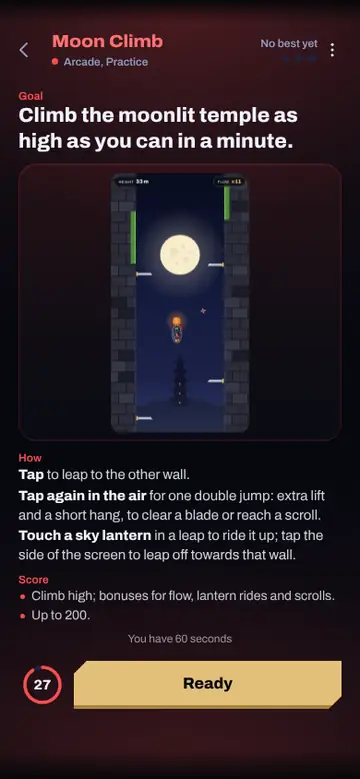 Moon Climb
Arcade, Practice
No best yet
Goal
Climb the moonlit temple as
high as you can in a minute.
HEIGHT 33m
FLOW ×11
How
Tap to leap to the other wall.
Tap again in the air for one double jump: extra lift
and a short hang, to clear a blade or reach a scroll.
Touch a sky lantern in a leap to ride it up; tap the
side of the screen to leap off towards that wall.
Score
• Climb high; bonuses for flow, lantern rides and scrolls.
• Up to 200.
You have 60 seconds
27
Ready